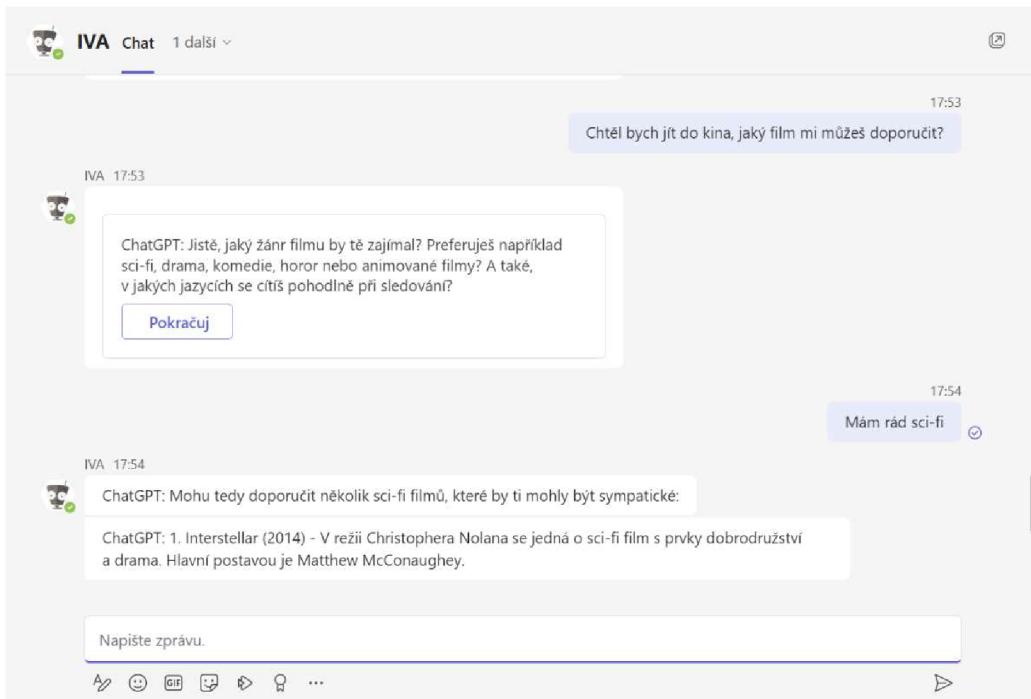 IVA Chat 1 další
17:53
Chtěl bych jít do kina, jaký film mi můžeš doporučit?
IVA 17:53
ChatGPT: Jistě, jaký žánr filmu by tě zajímal? Preferuješ například
sci-fi, drama, komedie, horor nebo animované filmy? A také,
v jakých jazycích se cítíš pohodlně při sledování?
Pokračuj
17:54
Mám rád sci-fi
IVA 17:54
ChatGPT: Mohu tedy doporučit několik sci-fi filmů, které by ti mohly být sympatické:
ChatGPT: 1. Interstellar (2014) - V režii Christophera Nolana se jedná o sci-fi film s prvky dobrodružství
a drama. Hlavní postavou je Matthew McConaughey.
Napište zprávu.
GIF